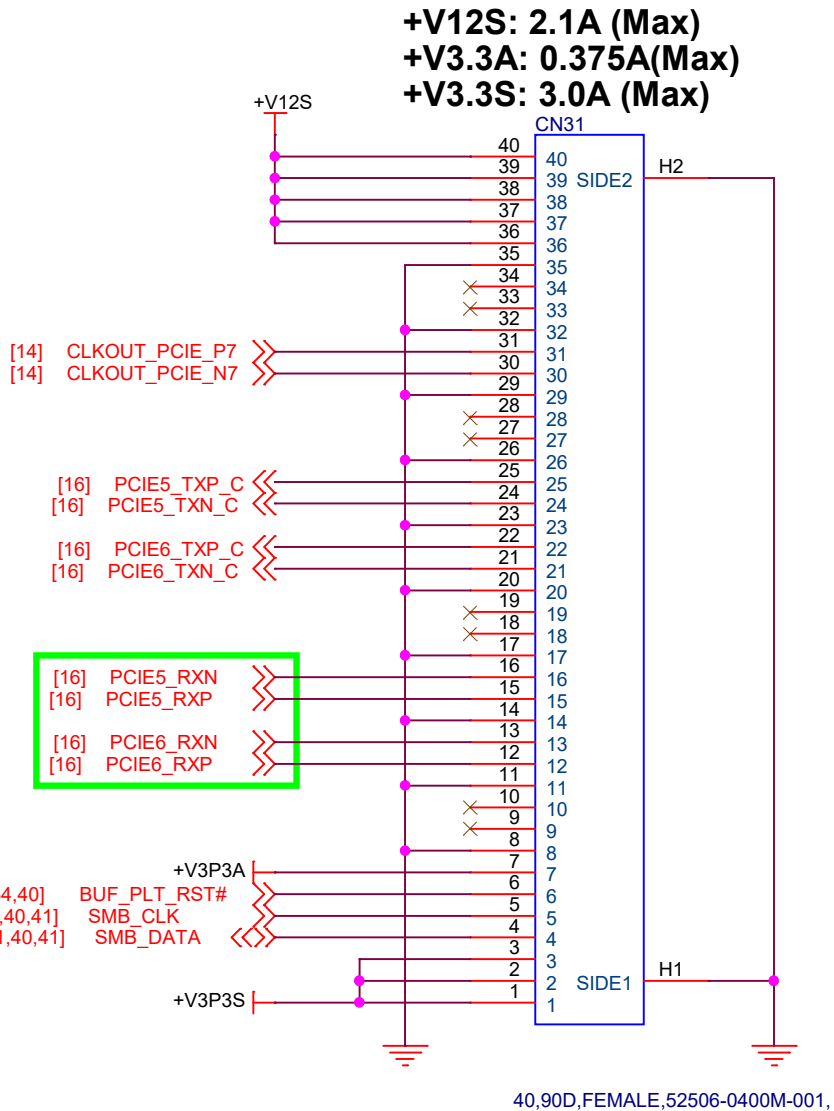 +V12S: 2.1A (Max)
+V3.3A: 0.375A(Max)
+V3.3S: 3.0A (Max)
+V12S
CN31
40 40
39 39 SIDE2 H2
38 38
37 37
36 36
35 35
34 34
33 33
32 32
[14] CLKOUT_PCIE_P7 31 31
[14] CLKOUT_PCIE_N7 30 30
29 29
28 28
27 27
26 26
[16] PCIE5_TXP_C 25 25
[16] PCIE5_TXN_C 24 24
23 23
[16] PCIE6_TXP_C 22 22
[16] PCIE6_TXN_C 21 21
20 20
19 19
18 18
17 17
[16] PCIE5_RXN 16 16
[16] PCIE5_RXP 15 15
14 14
[16] PCIE6_RXN 13 13
[16] PCIE6_RXP 12 12
11 11
10 10
9 9
8 8
+V3P3A 7 7
4,40] BUF_PLT_RST# 6 6
,40,41] SMB_CLK 5 5
,40,41] SMB_DATA 4 4
3 3
2 2 SIDE1 H1
+V3P3S 1 1
40,90D,FEMALE,52506-0400M-001,